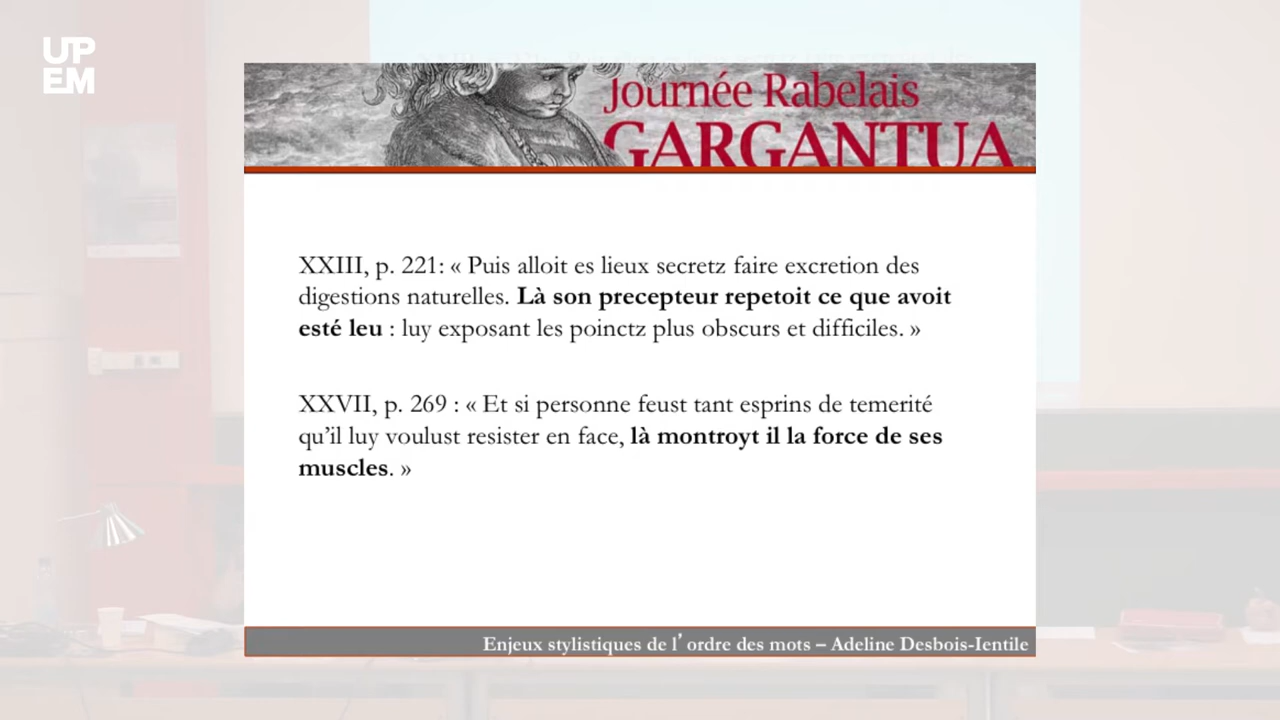 UP
EM
Journée Rabelais
GARGANTUA
XXIII, p. 221: « Puis alloit es lieux secretz faire excretion des
digestions naturelles. Là son precepteur repetoit ce que avoit
esté leu : luy exposant les poinctz plus obscurs et difficiles. »
XXVII, p. 269 : « Et si personne feust tant esprins de temerité
qu’il luy voulust resister en face, là montroyt il la force de ses
muscles. »
Enjeux stylistiques de l’ordre des mots – Adeline Desbois-Ientile